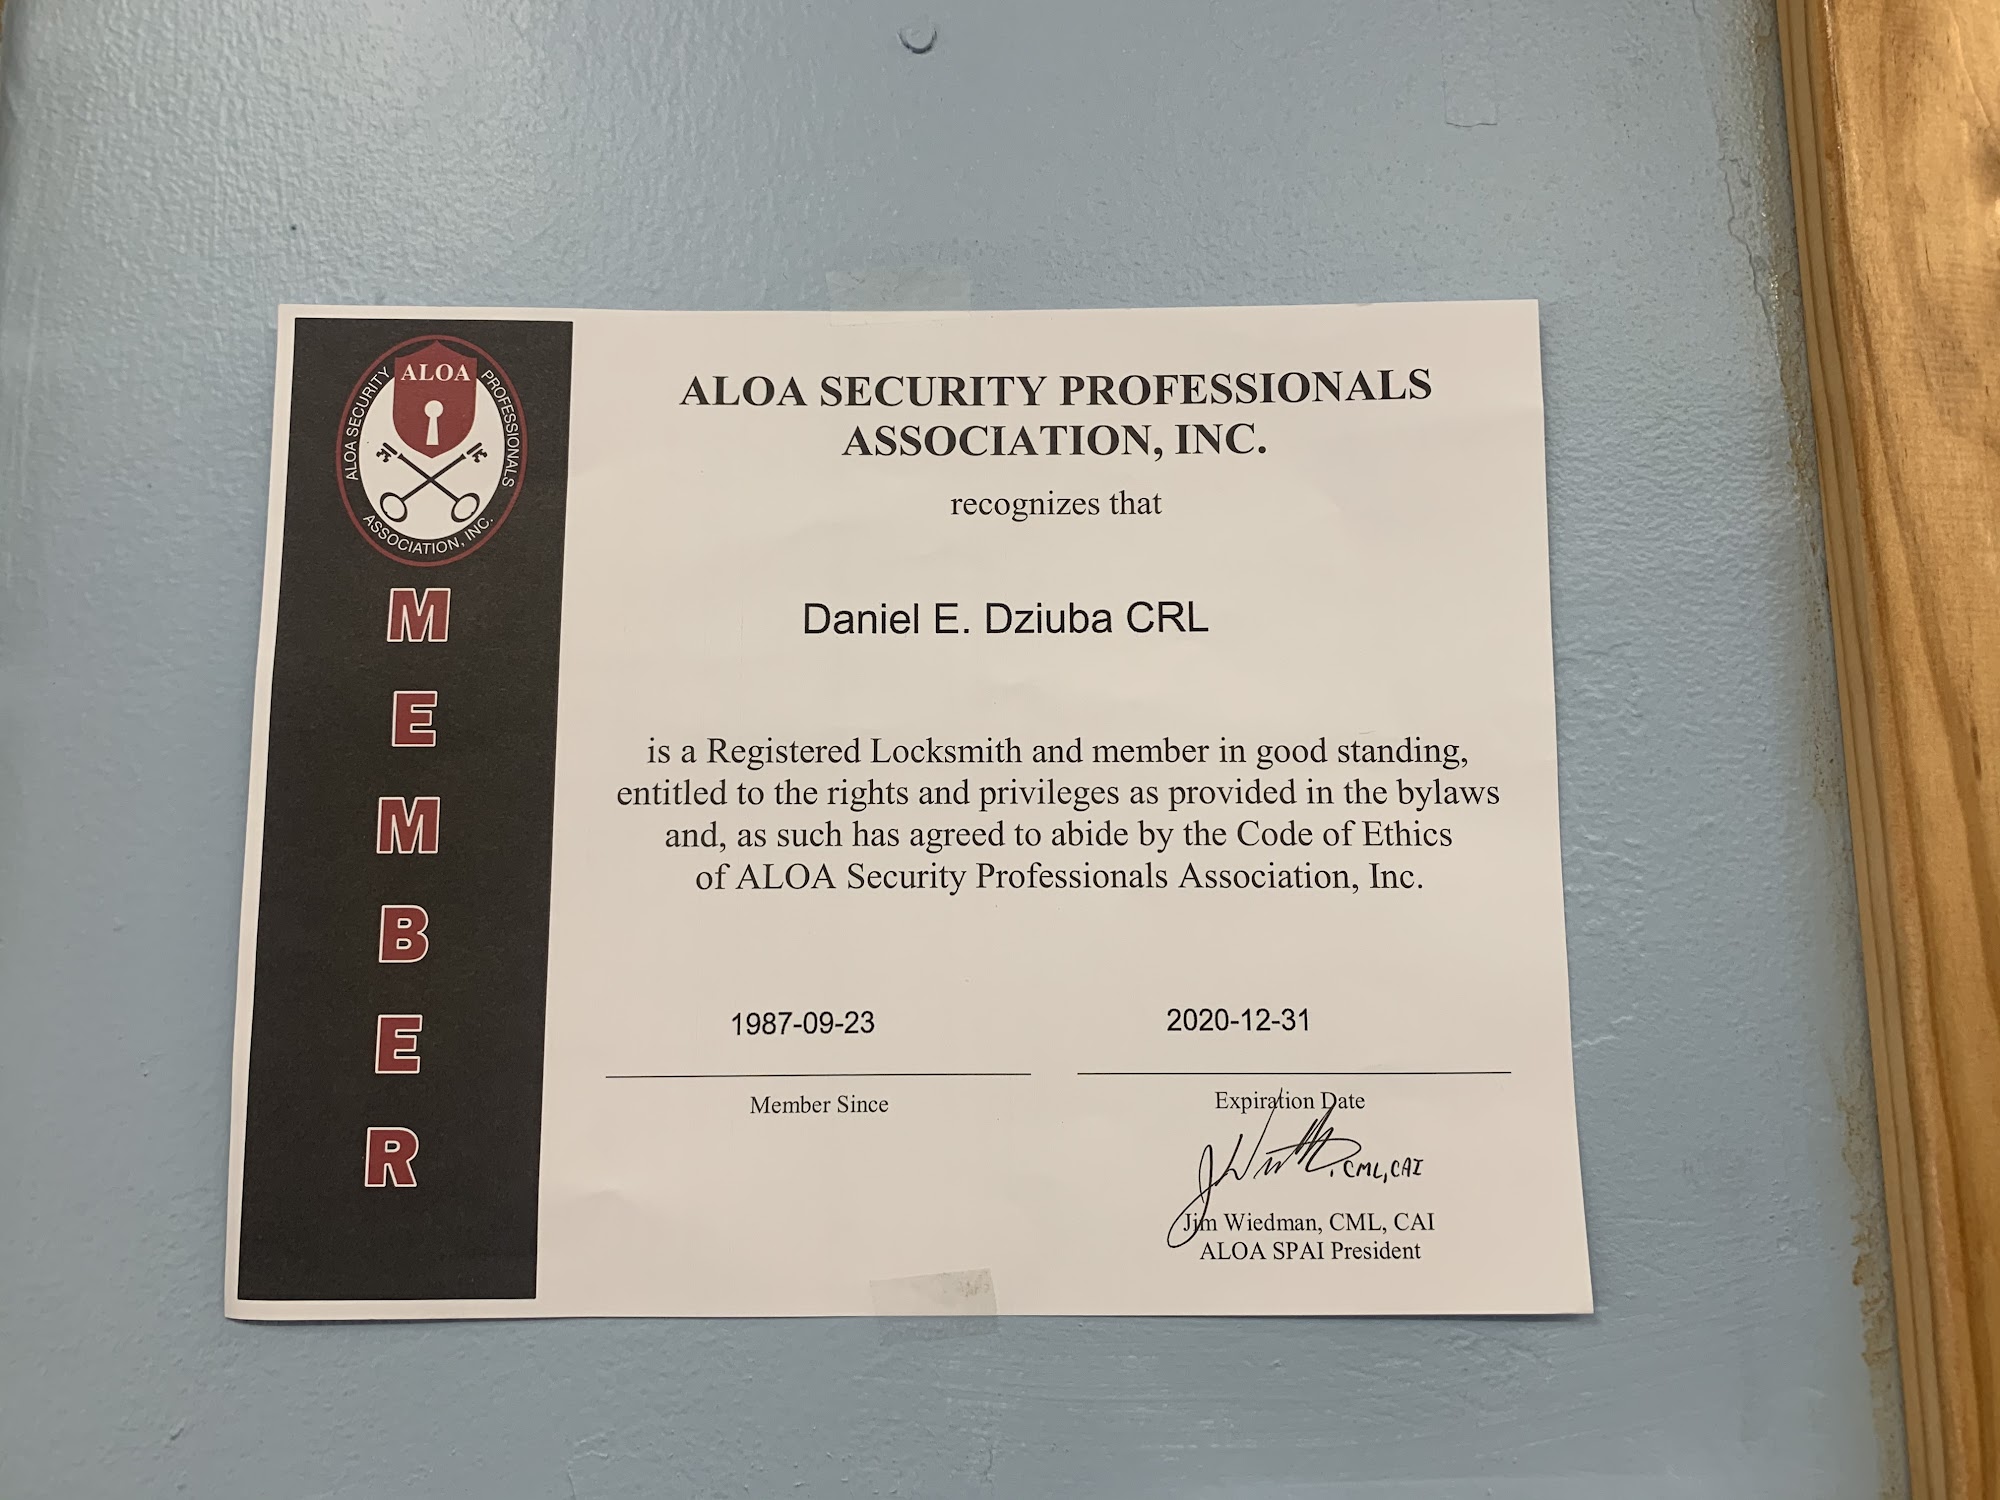 ALOA
ALOA SECURITY PROFESSIONALS
ASSOCIATION, INC.
M
E
M
B
E
R
ALOA SECURITY PROFESSIONALS
ASSOCIATION, INC.
recognizes that
Daniel E. Dziuba CRL
is a Registered Locksmith and member in good standing,
entitled to the rights and privileges as provided in the bylaws
and, as such has agreed to abide by the Code of Ethics
of ALOA Security Professionals Association, Inc.
1987-09-23
Member Since
2020-12-31
Expiration Date
CML, CAI
Jim Wiedman, CML, CAI
ALOA SPAI President